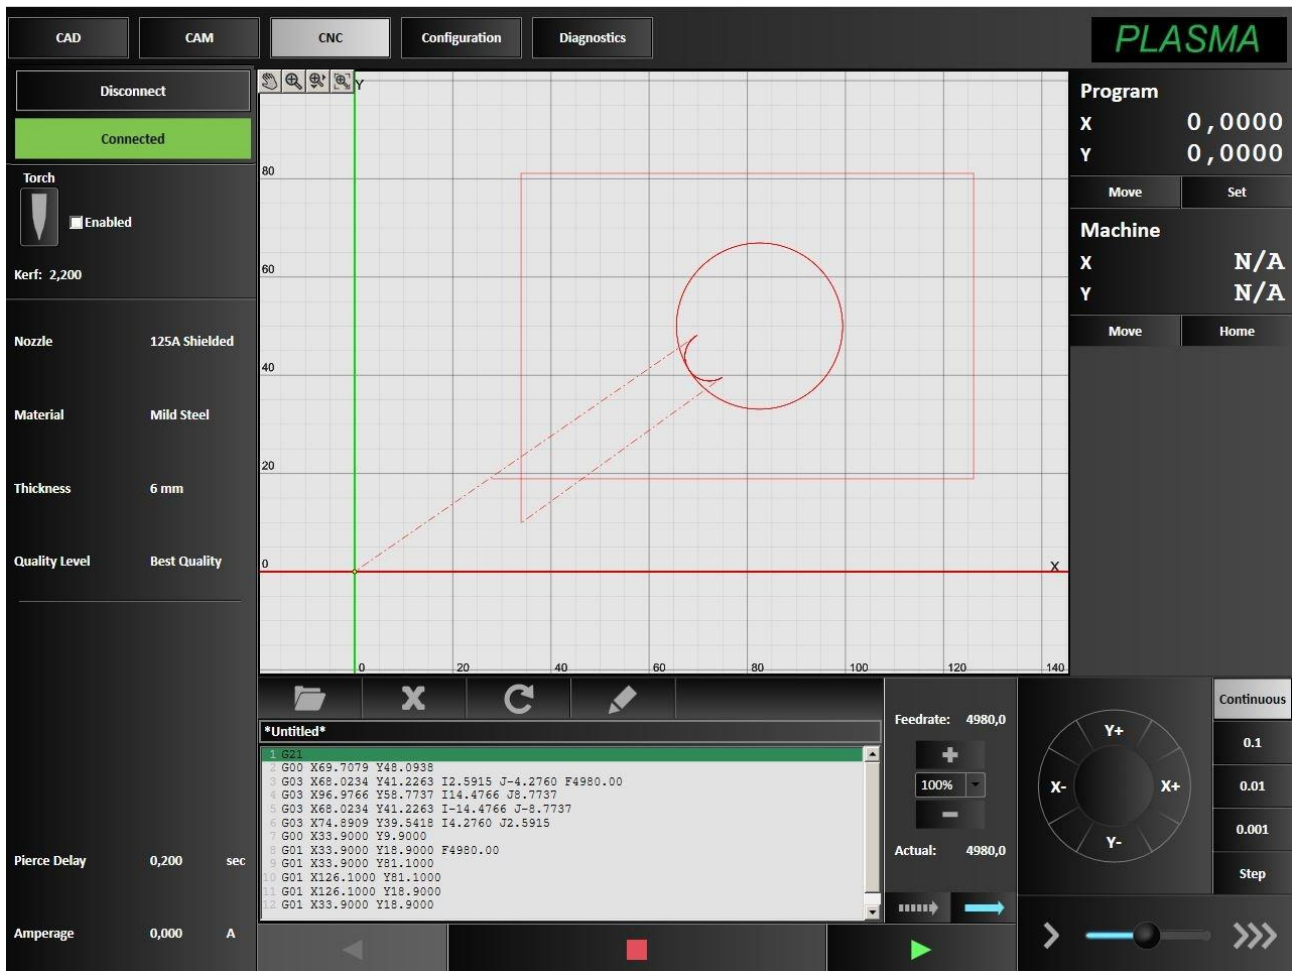 CAD CAM CNC Configuration Diagnostics PLASMA
Disconnect
Connected
Torch
Enabled
Kerf: 2,200
Nozzle 125A Shielded
Material Mild Steel
Thickness 6 mm
Quality Level Best Quality
Pierce Delay 0,200 sec
Amperage 0,000 A
Y
80
60
40
20
0
X
0 20 40 60 80 100 120 140
Program
X 0,0000
Y 0,0000
Move Set
Machine
X N/A
Y N/A
Move Home
*Untitled*
1 G21
2 G00 X69.7079 Y48.0938
3 G03 X68.0234 Y41.2263 I2.5915 J-4.2760 F4980.00
4 G03 X96.9766 Y58.7737 I14.4766 J8.7737
5 G03 X68.0234 Y41.2263 I-14.4766 J-8.7737
6 G03 X74.8909 Y39.5418 I4.2760 J2.5915
7 G00 X33.9000 Y9.9000
8 G01 X33.9000 Y18.9000 F4980.00
9 G01 X33.9000 Y81.1000
10 G01 X126.1000 Y81.1000
11 G01 X126.1000 Y18.9000
12 G01 X33.9000 Y18.9000
Feedrate: 4980,0
100%
Actual: 4980,0
Y+
X- X+
Y-
Continuous
0.1
0.01
0.001
Step